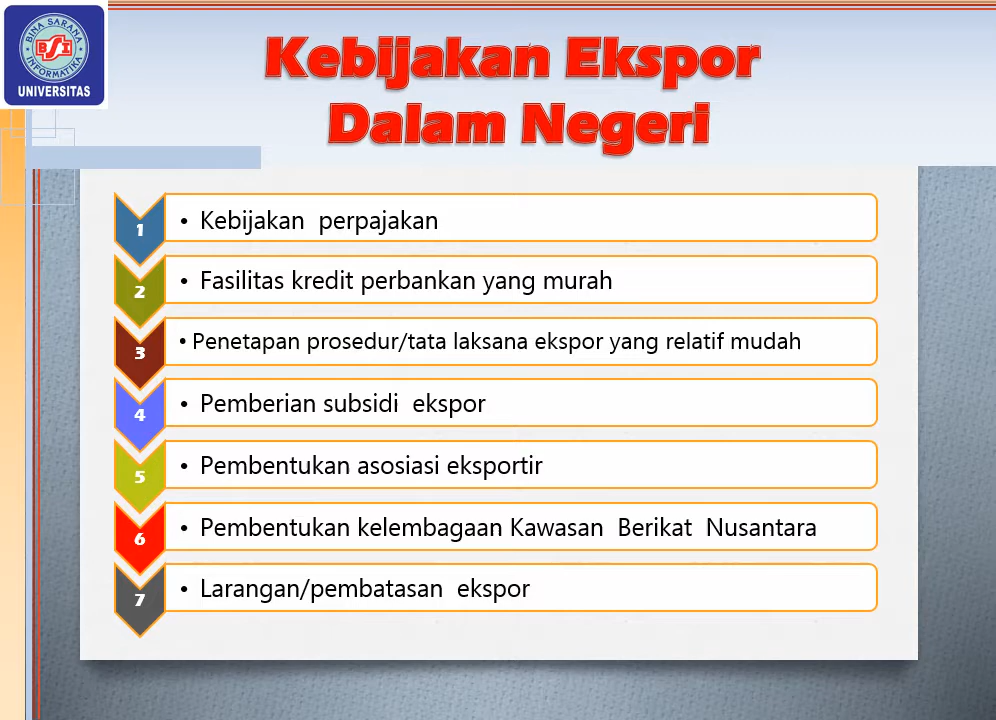 BINA SARANA
BSI
INFORMATIKA
UNIVERSITAS
Kebijakan Ekspor
Dalam Negeri
1
• Kebijakan perpajakan
2
• Fasilitas kredit perbankan yang murah
3
• Penetapan prosedur/tata laksana ekspor yang relatif mudah
4
• Pemberian subsidi ekspor
5
• Pembentukan asosiasi eksportir
6
• Pembentukan kelembagaan Kawasan Berikat Nusantara
7
• Larangan/pembatasan ekspor